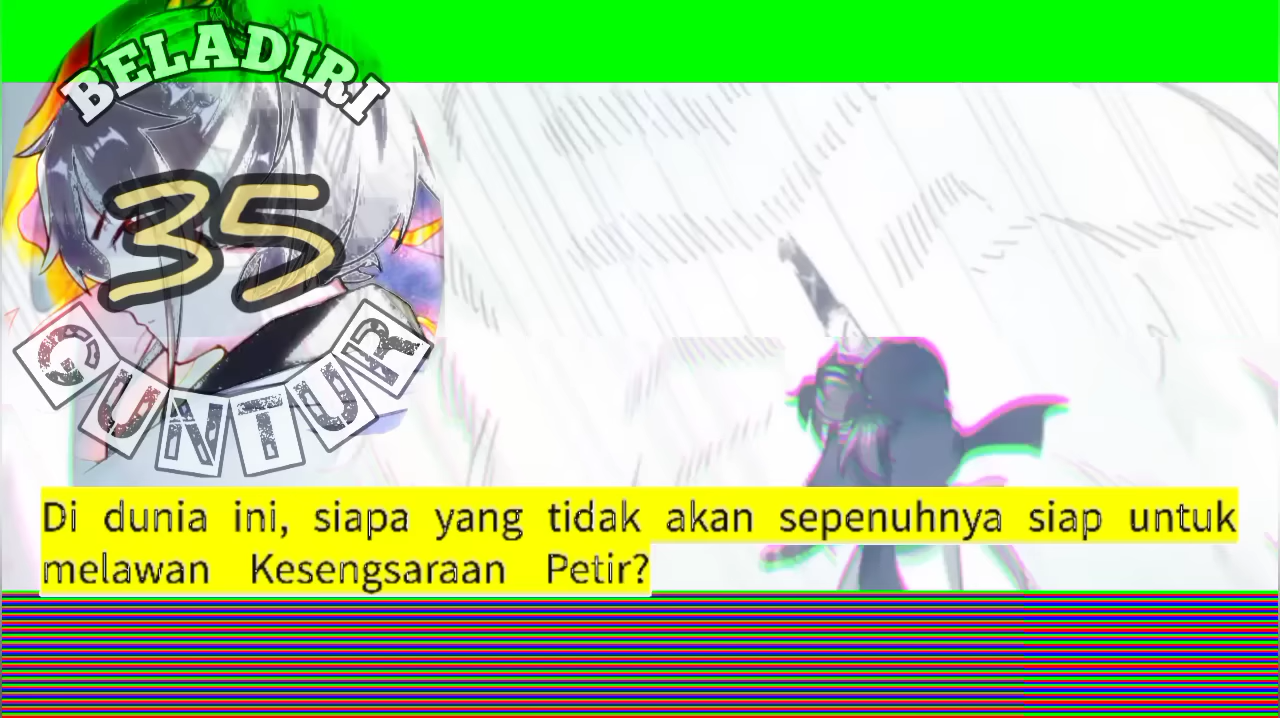 BELADIRI
35
GUNTUR
Di dunia ini, siapa yang tidak akan sepenuhnya siap untuk
melawan Kesengsaraan Petir?